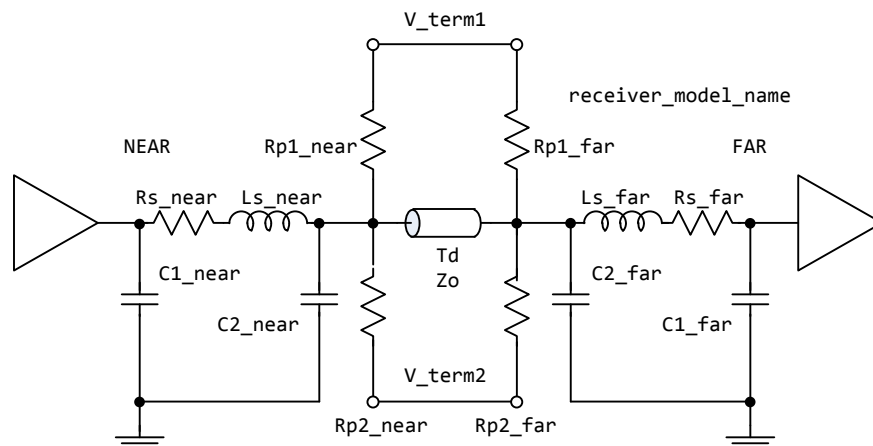 V_term1
receiver_model_name
NEAR
Rp1_near
Rp1_far
FAR
Rs_near
Ls_near
Ls_far
Rs_far
Td
Zo
C1_near
C2_far
C2_near
C1_far
V_term2
Rp2_near
Rp2_far